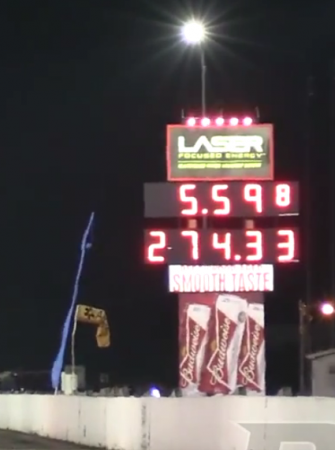 LASER
FOCUSED ENERGY
5.598
274.33
SMOOTH TASTE
Budweiser Budweiser Budweiser